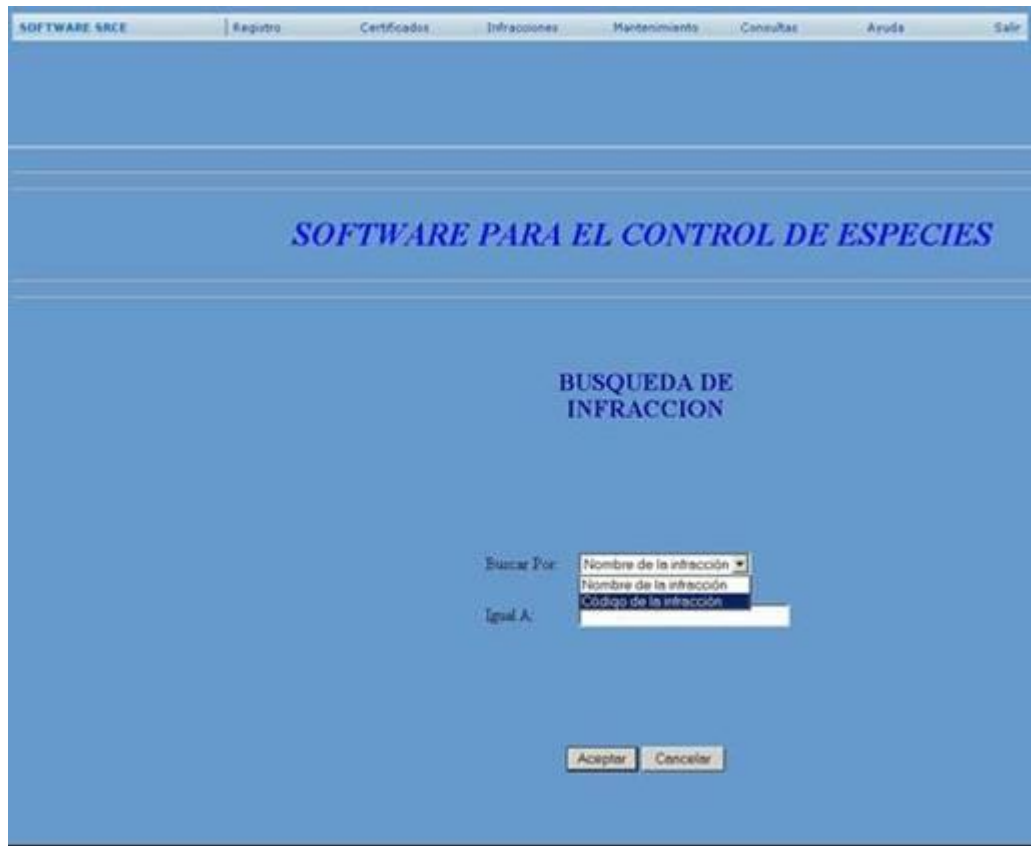 SOFTWARE SRCE Registro Certificados Infracciones Mantenimiento Consultas Ayuda Salir
SOFTWARE PARA EL CONTROL DE ESPECIES
BUSQUEDA DE
INFRACCION
Buscar Por: Nombre de la infracción
Nombre de la infracción
Código de la infracción
Igual A:
Aceptar Cancelar